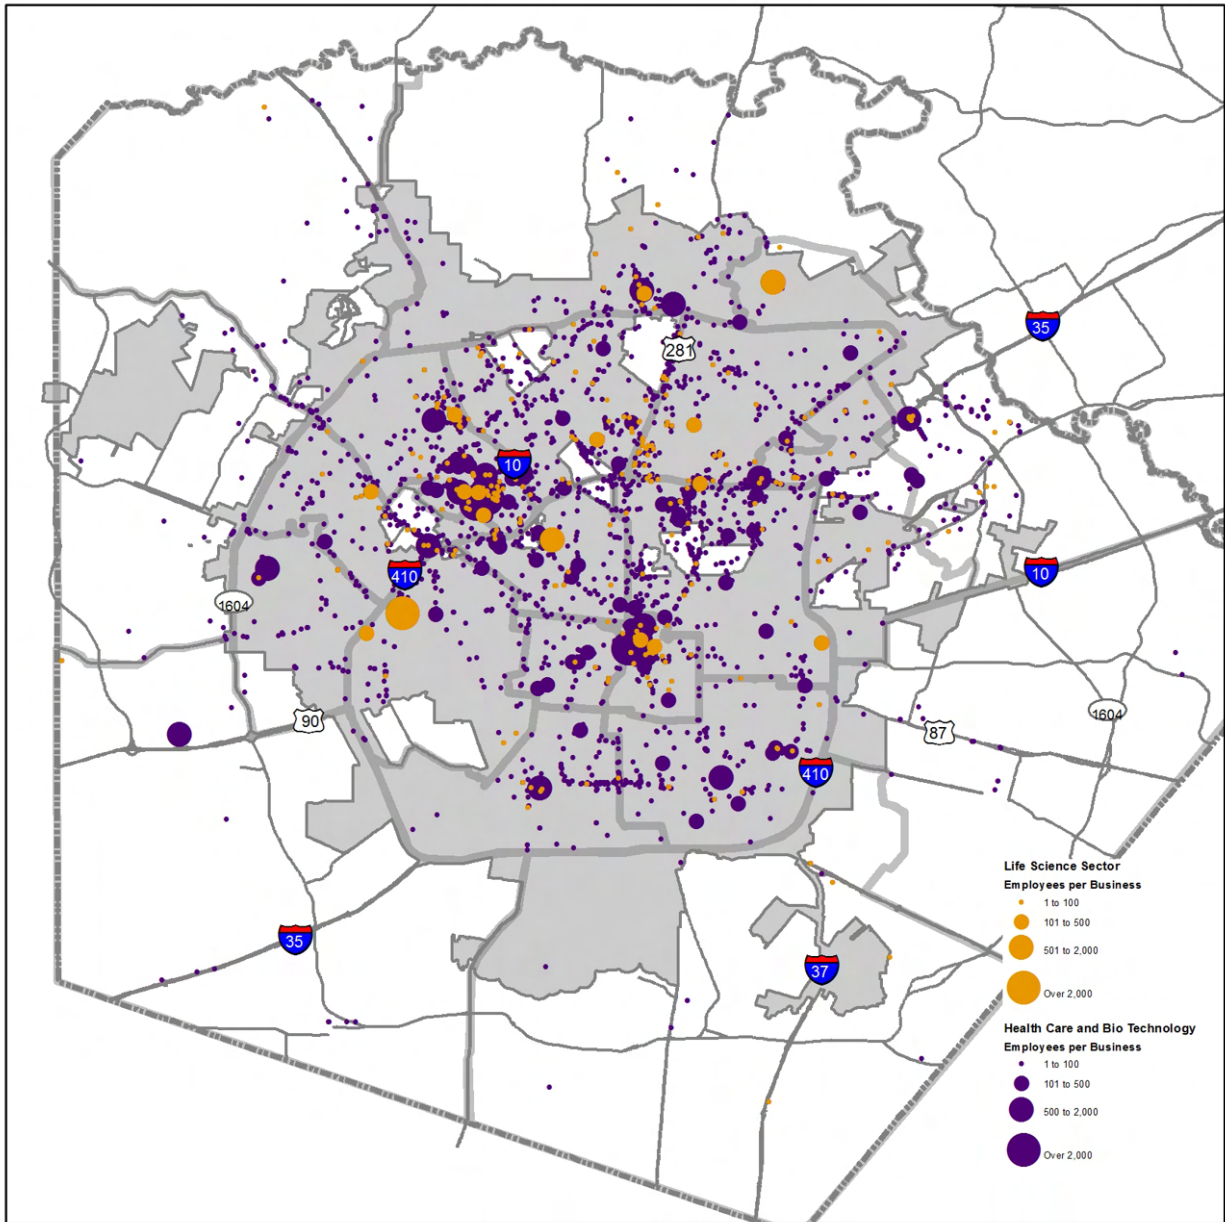 35
281
10
410
10
1604
90
87
1604
410
35
37
Life Science Sector
Employees per Business
1 to 100
101 to 500
501 to 2,000
Over 2,000
Health Care and Bio Technology
Employees per Business
1 to 100
101 to 500
500 to 2,000
Over 2,000